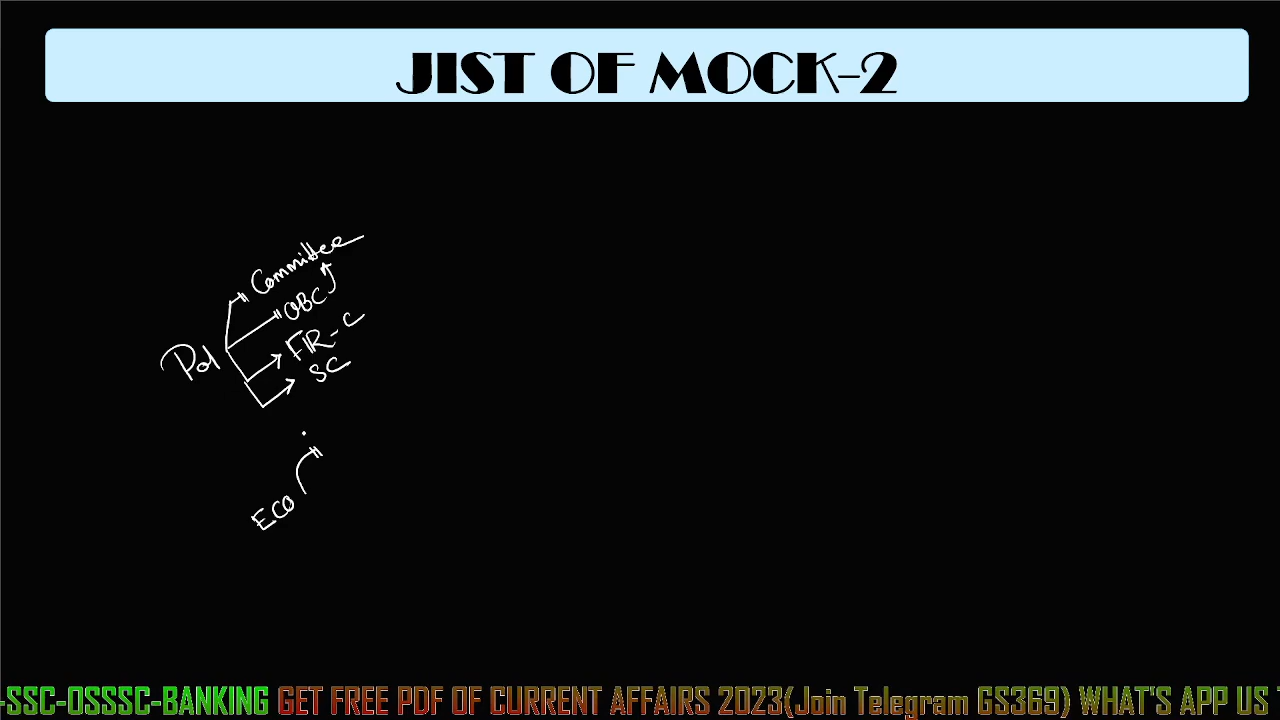 JIST OF MOCK-2
Committee
OBC
FIR-C
Pol
SC
ECO
-SSC-OSSSC-BANKING GET FREE PDF OF CURRENT AFFAIRS 2023(Join Telegram GS369) WHAT'S APP US